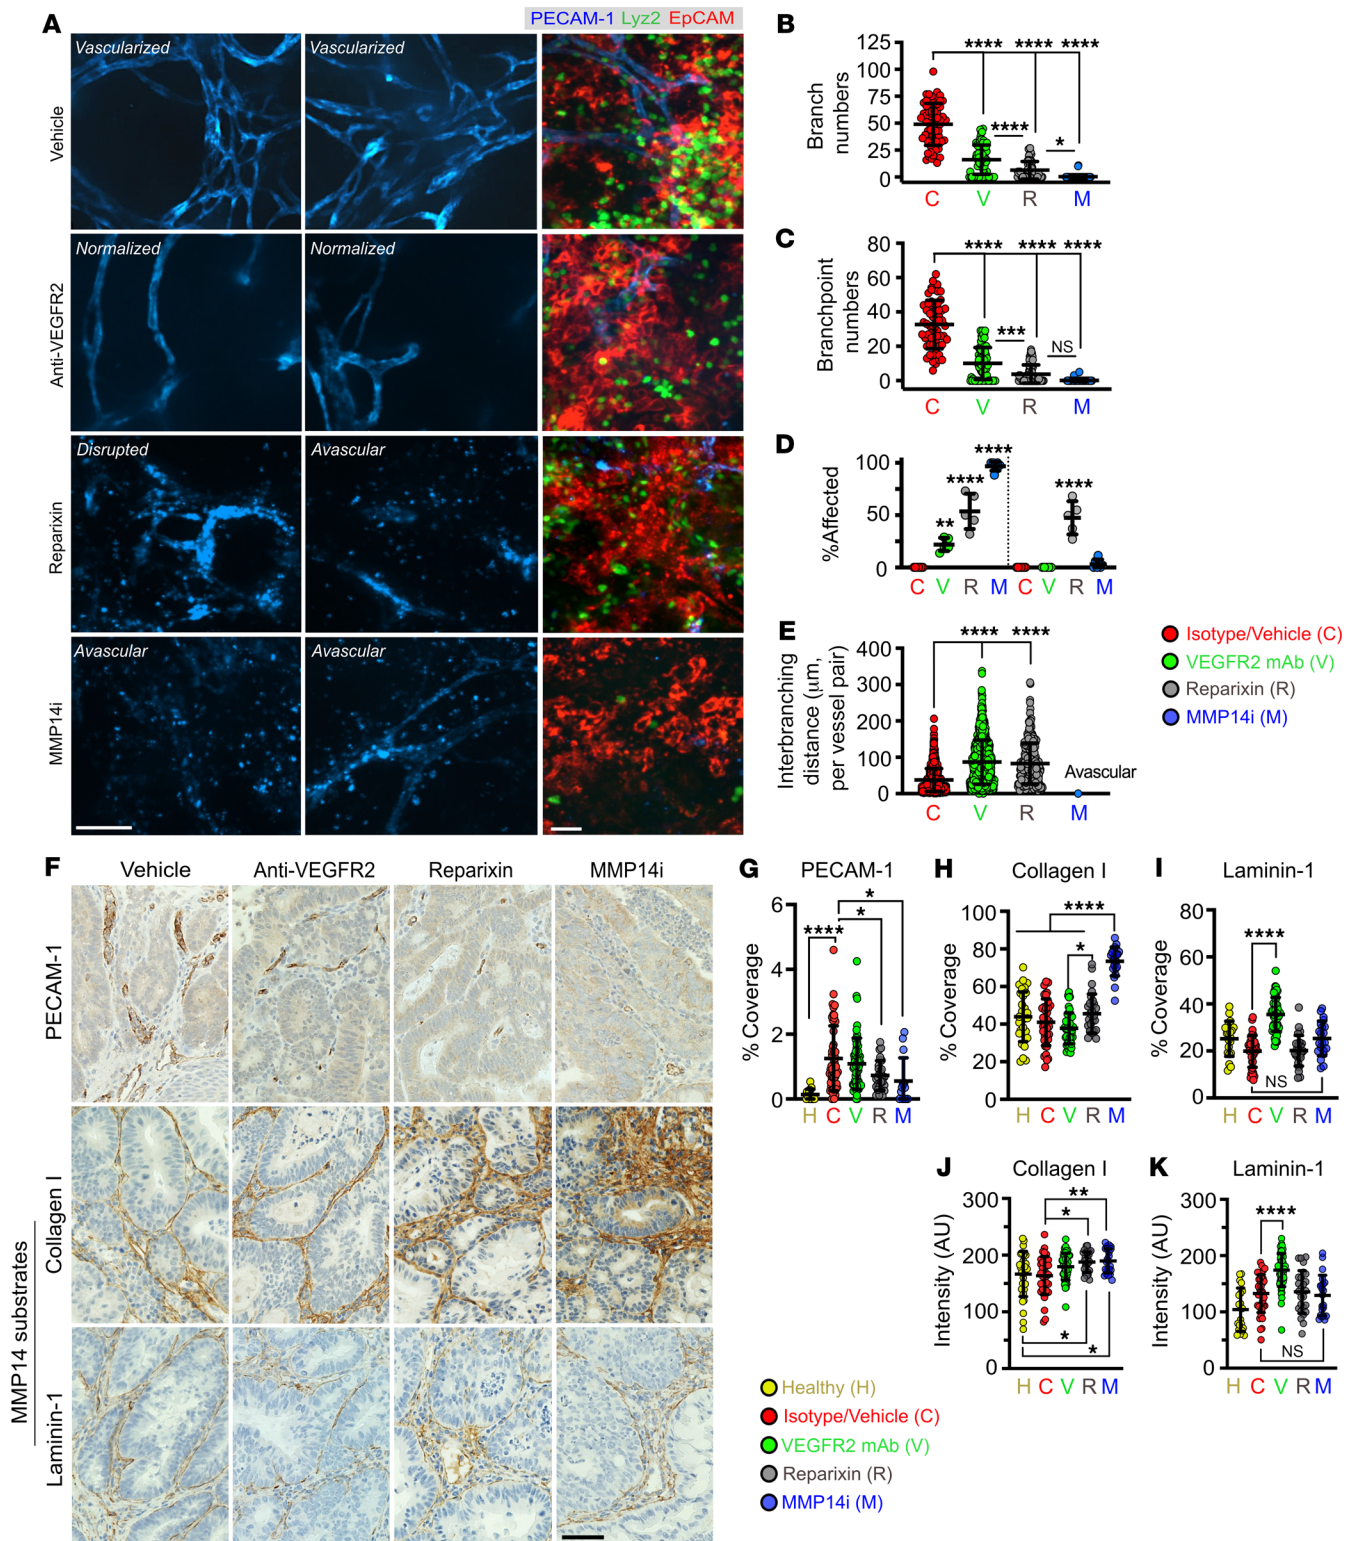 A
PECAM-1 Lyz2 EpCAM
Vehicle
Vascularized
Vascularized
Anti-VEGFR2
Normalized
Normalized
Reparixin
Disrupted
Avascular
MMP14i
Avascular
Avascular
B
Branch
numbers
125
100
75
50
25
0
**** **** ****
****
*
C V R M
C
Branchpoint
numbers
80
60
40
20
0
**** **** ****
***
NS
C V R M
D
%Affected
100
50
0
**
****
****
****
C V R M C V R M
E
Interbranching
distance (μm,
per vessel pair)
400
300
200
100
0
**** ****
Avascular
C V R M
Isotype/Vehicle (C)
VEGFR2 mAb (V)
Reparixin (R)
MMP14i (M)
F
Vehicle Anti-VEGFR2 Reparixin MMP14i
PECAM-1
MMP14 substrates
Collagen I
Laminin-1
G
PECAM-1
% Coverage
6
4
2
0
*
*
****
H C V R M
H
Collagen I
% Coverage
100
80
60
40
20
0
****
*
H C V R M
I
Laminin-1
% Coverage
80
60
40
20
0
****
NS
H C V R M
J
Collagen I
Intensity (AU)
300
200
100
0
**
*
*
*
H C V R M
K
Laminin-1
Intensity (AU)
300
200
100
0
****
NS
H C V R M
Healthy (H)
Isotype/Vehicle (C)
VEGFR2 mAb (V)
Reparixin (R)
MMP14i (M)